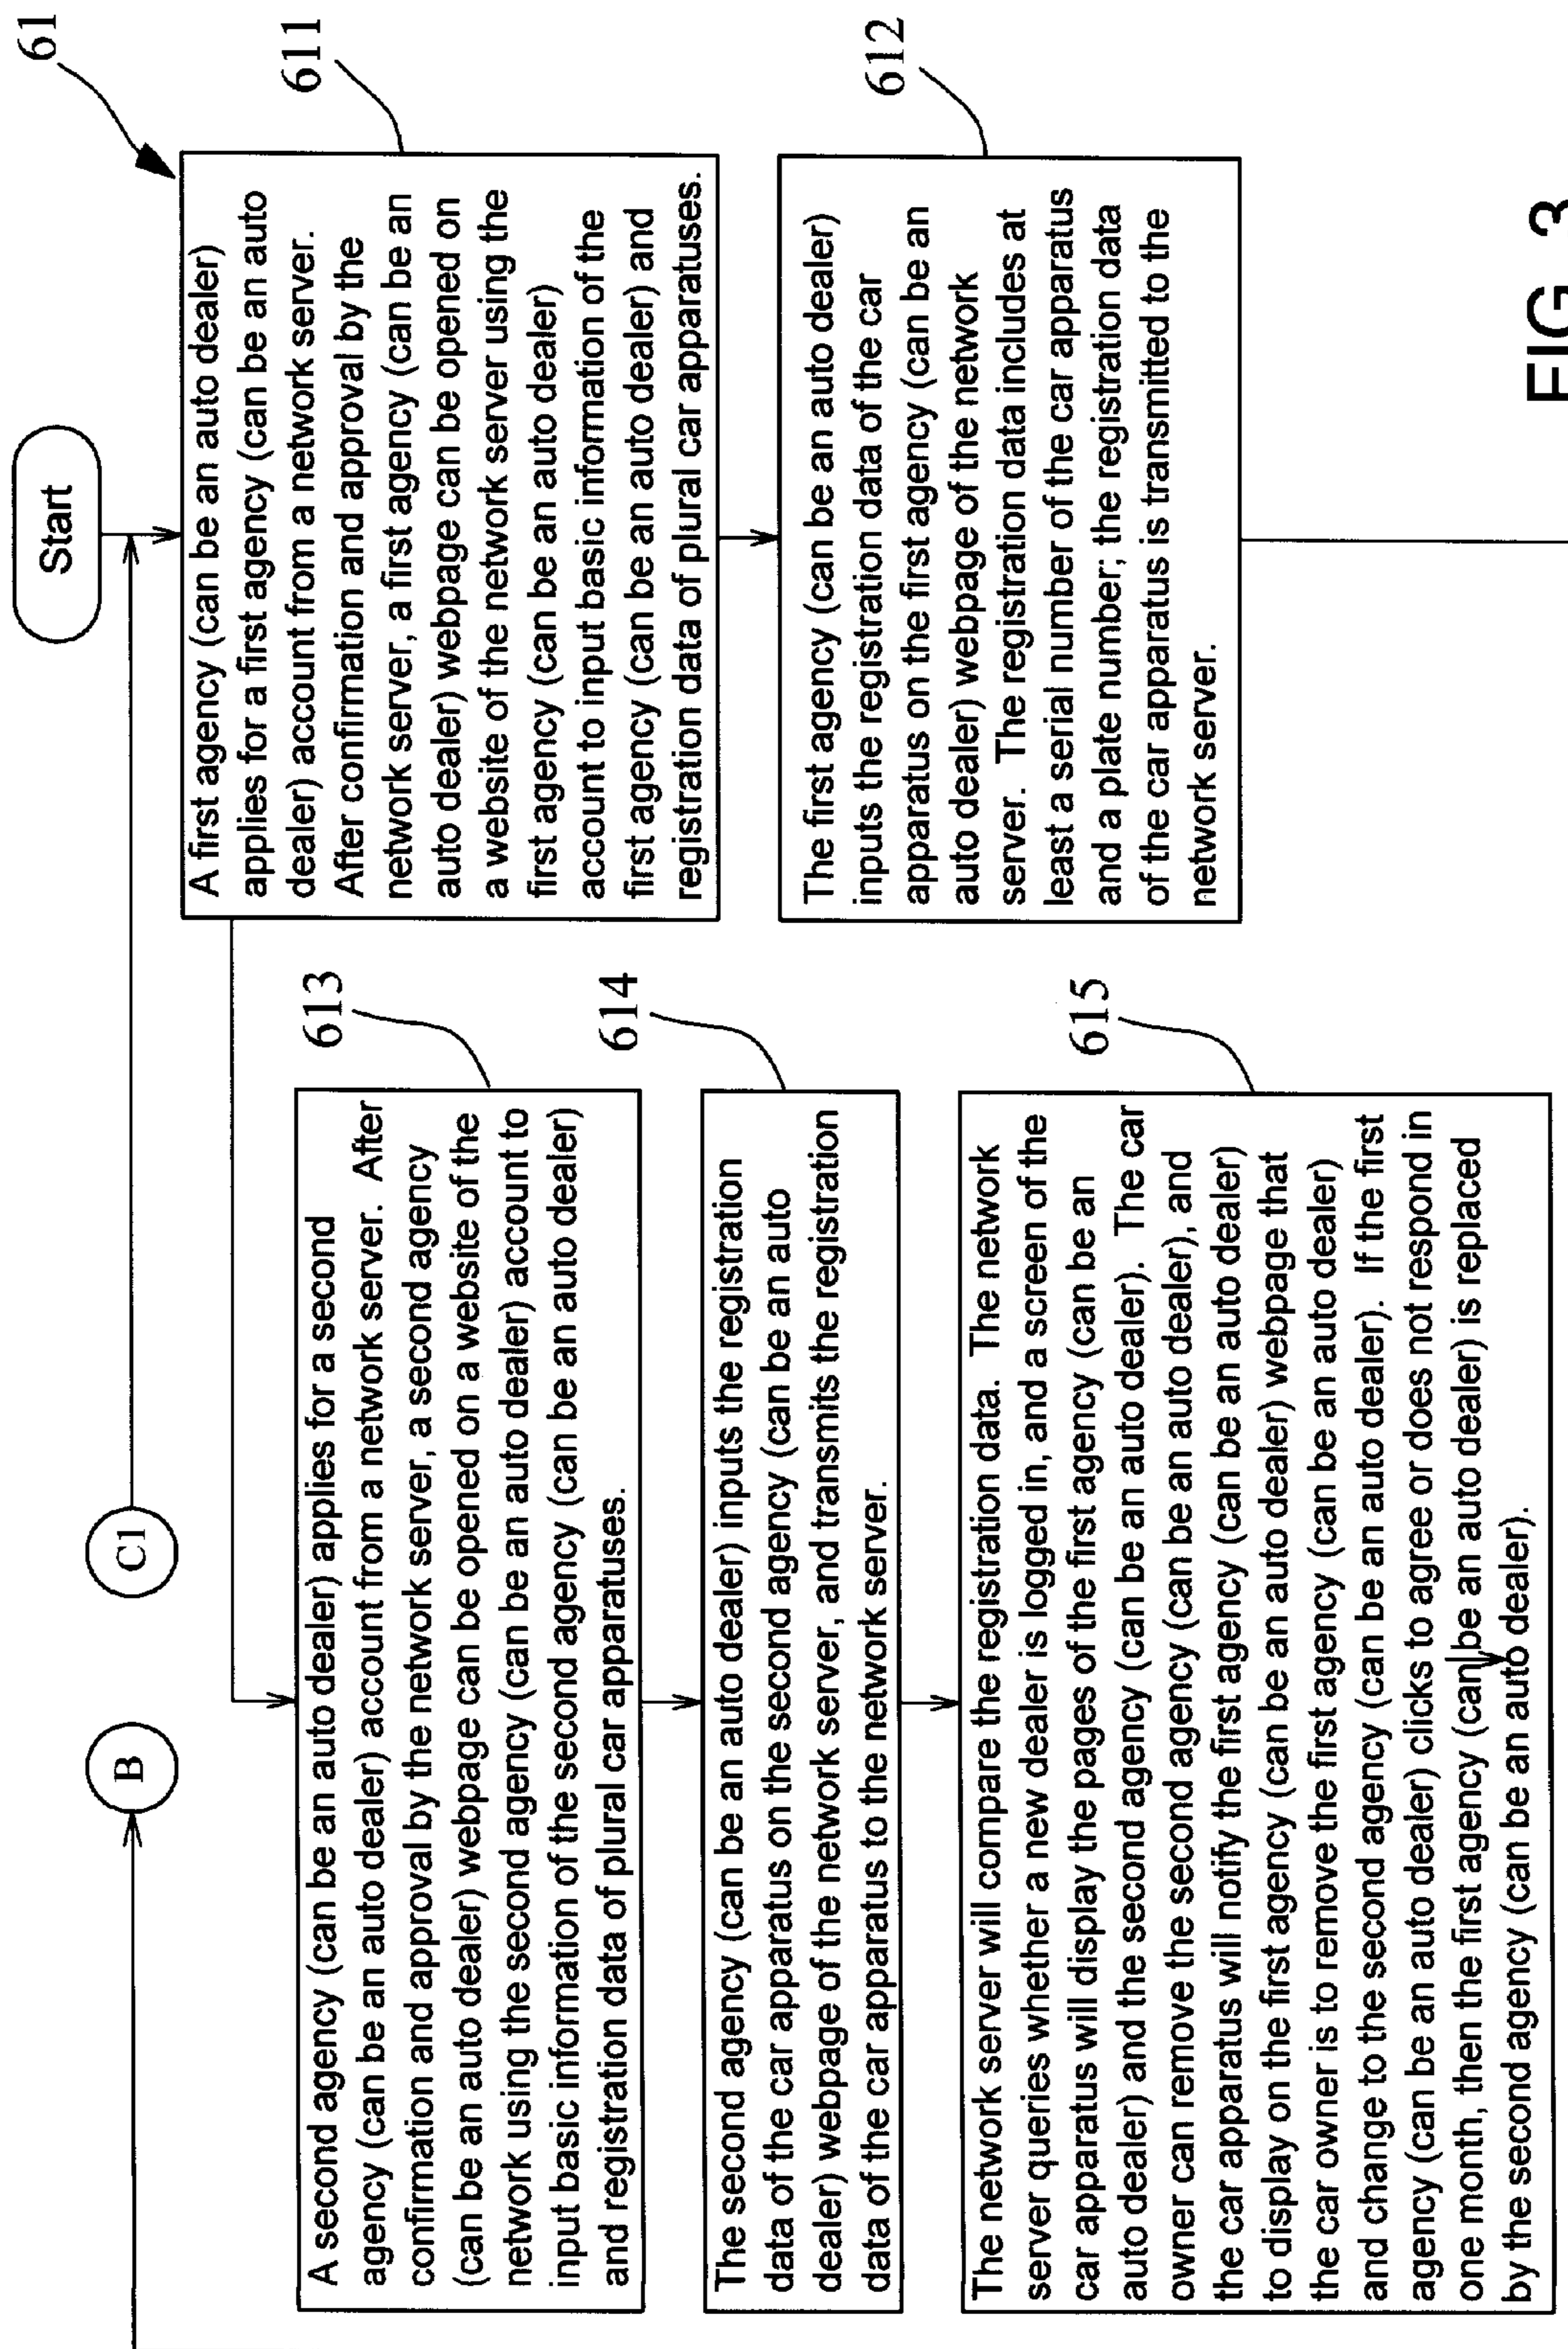 Start
61
A first agency (can be an auto dealer)
applies for a first agency (can be an auto
dealer) account from a network server.
After confirmation and approval by the
network server, a first agency (can be an
auto dealer) webpage can be opened on
a website of the network server using the
first agency (can be an auto dealer)
account to input basic information of the
first agency (can be an auto dealer) and
registration data of plural car apparatuses.
611
The first agency (can be an auto dealer)
inputs the registration data of the car
apparatus on the first agency (can be an
auto dealer) webpage of the network
server. The registration data includes at
least a serial number of the car apparatus
and a plate number; the registration data
of the car apparatus is transmitted to the
network server.
612
B
C1
A second agency (can be an auto dealer) applies for a second
agency (can be an auto dealer) account from a network server. After
confirmation and approval by the network server, a second agency
(can be an auto dealer) webpage can be opened on a website of the
network using the second agency (can be an auto dealer) account to
input basic information of the second agency (can be an auto dealer)
and registration data of plural car apparatuses.
613
The second agency (can be an auto dealer) inputs the registration
data of the car apparatus on the second agency (can be an auto
dealer) webpage of the network server, and transmits the registration
data of the car apparatus to the network server.
614
The network server will compare the registration data. The network
server queries whether a new dealer is logged in, and a screen of the
car apparatus will display the pages of the first agency (can be an
auto dealer) and the second agency (can be an auto dealer). The car
owner can remove the second agency (can be an auto dealer), and
the car apparatus will notify the first agency (can be an auto dealer)
to display on the first agency (can be an auto dealer) webpage that
the car owner is to remove the first agency (can be an auto dealer)
and change to the second agency (can be an auto dealer). If the first
agency (can be an auto dealer) clicks to agree or does not respond in
one month, then the first agency (can be an auto dealer) is replaced
by the second agency (can be an auto dealer).
615
FIG. 3